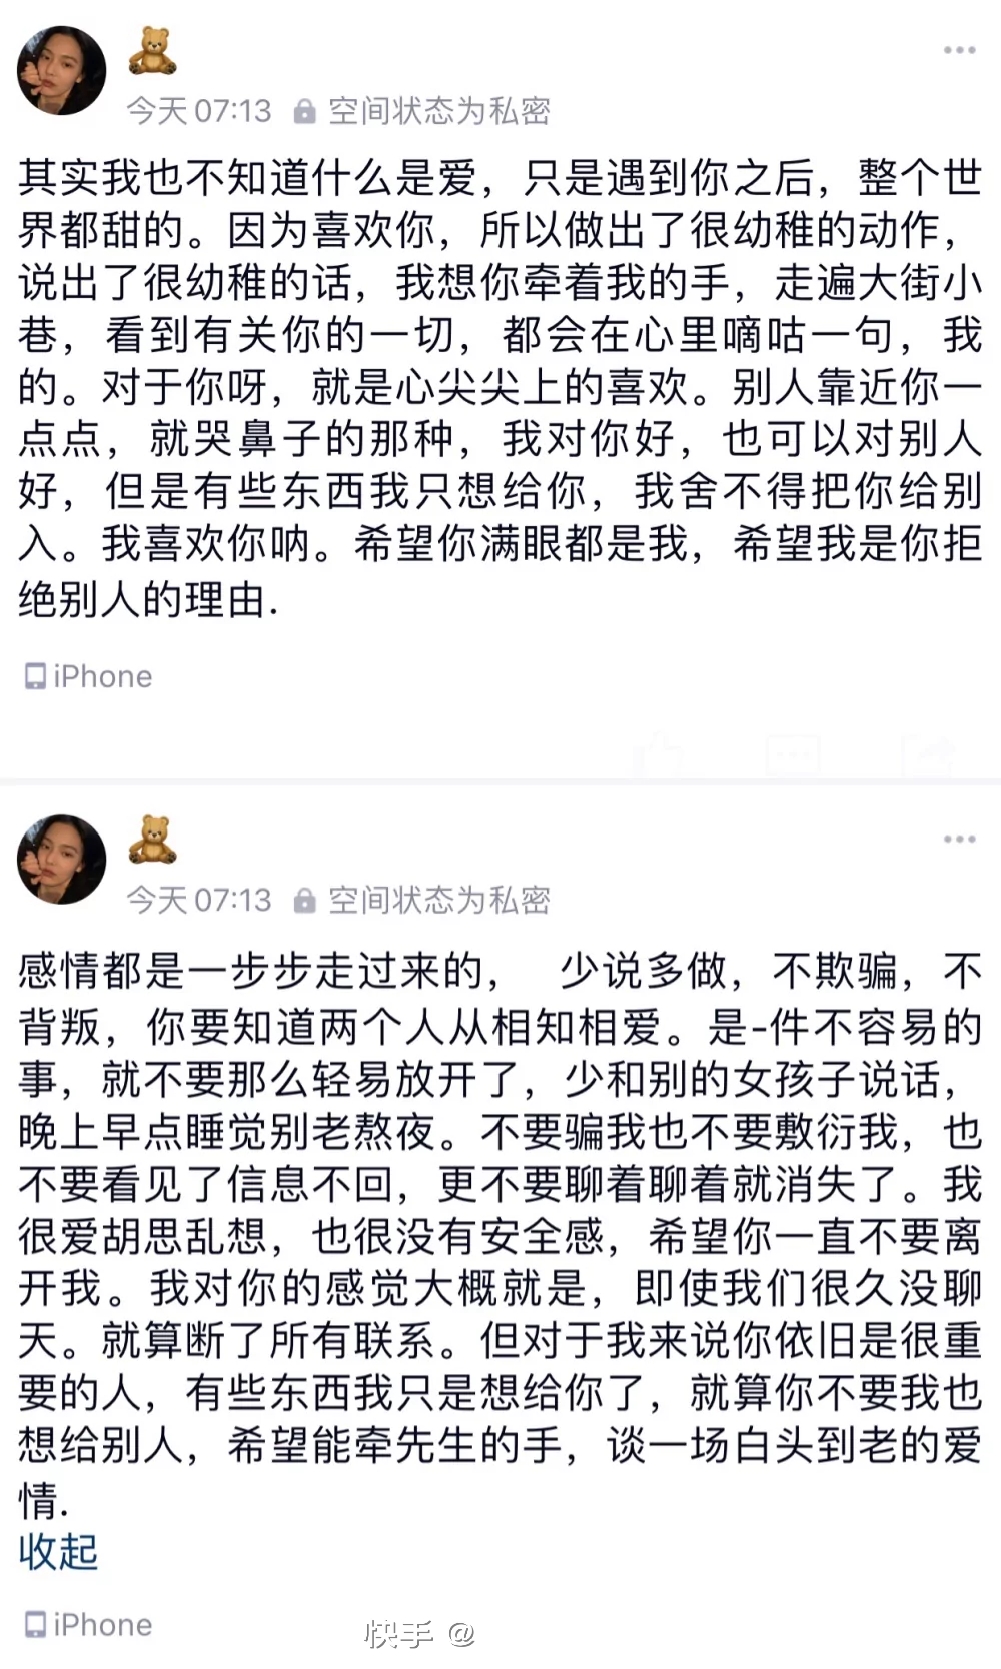 今天 07:13 空间状态为私密
其实我也不知道什么是爱，只是遇到你之后，整个世
界都甜的。因为喜欢你，所以做出了很幼稚的动作，
说出了很幼稚的话，我想你牵着我的手，走遍大街小
巷，看到有关你的一切，都会在心里嘀咕一句，我
的。对于你呀，就是心尖尖上的喜欢。别人靠近你一
点点，就哭鼻子的那种，我对你好，也可以对别人
好，但是有些东西我只想给你，我舍不得把你给别
入。我喜欢你呐。希望你满眼都是我，希望我是你拒
绝别人的理由.
iPhone
今天 07:13 空间状态为私密
感情都是一步步走过来的， 少说多做，不欺骗，不
背叛，你要知道两个人从相知相爱。是-件不容易的
事，就不要那么轻易放开了，少和别的女孩子说话，
晚上早点睡觉别老熬夜。不要骗我也不要敷衍我，也
不要看见了信息不回，更不要聊着聊着就消失了。我
很爱胡思乱想，也很没有安全感，希望你一直不要离
开我。我对你的感觉大概就是，即使我们很久没聊
天。就算断了所有联系。但对于我来说你依旧是很重
要的人，有些东西我只是想给你了，就算你不要我也
想给别人，希望能牵先生的手，谈一场白头到老的爱
情.
收起
iPhone
快手 @